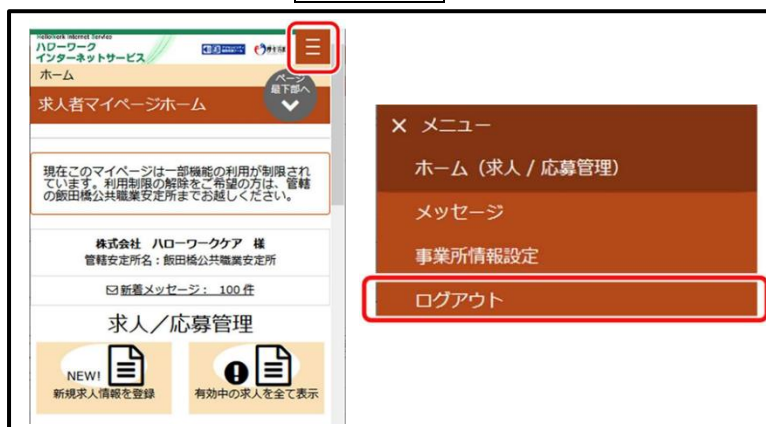 HelloWork Internet Service
ハローワーク
インターネットサービス
ホーム
ページ
最下部へ
求人者マイページホーム
現在このマイページは一部機能の利用が制限され
ています。利用制限の解除をご希望の方は、管轄
の飯田橋公共職業安定所までお越しください。
株式会社 ハローワークケア 様
管轄安定所名：飯田橋公共職業安定所
新着メッセージ： 100 件
求人／応募管理
NEW!
新規求人情報を登録
有効中の求人を全て表示
× メニュー
ホーム（求人 / 応募管理）
メッセージ
事業所情報設定
ログアウト